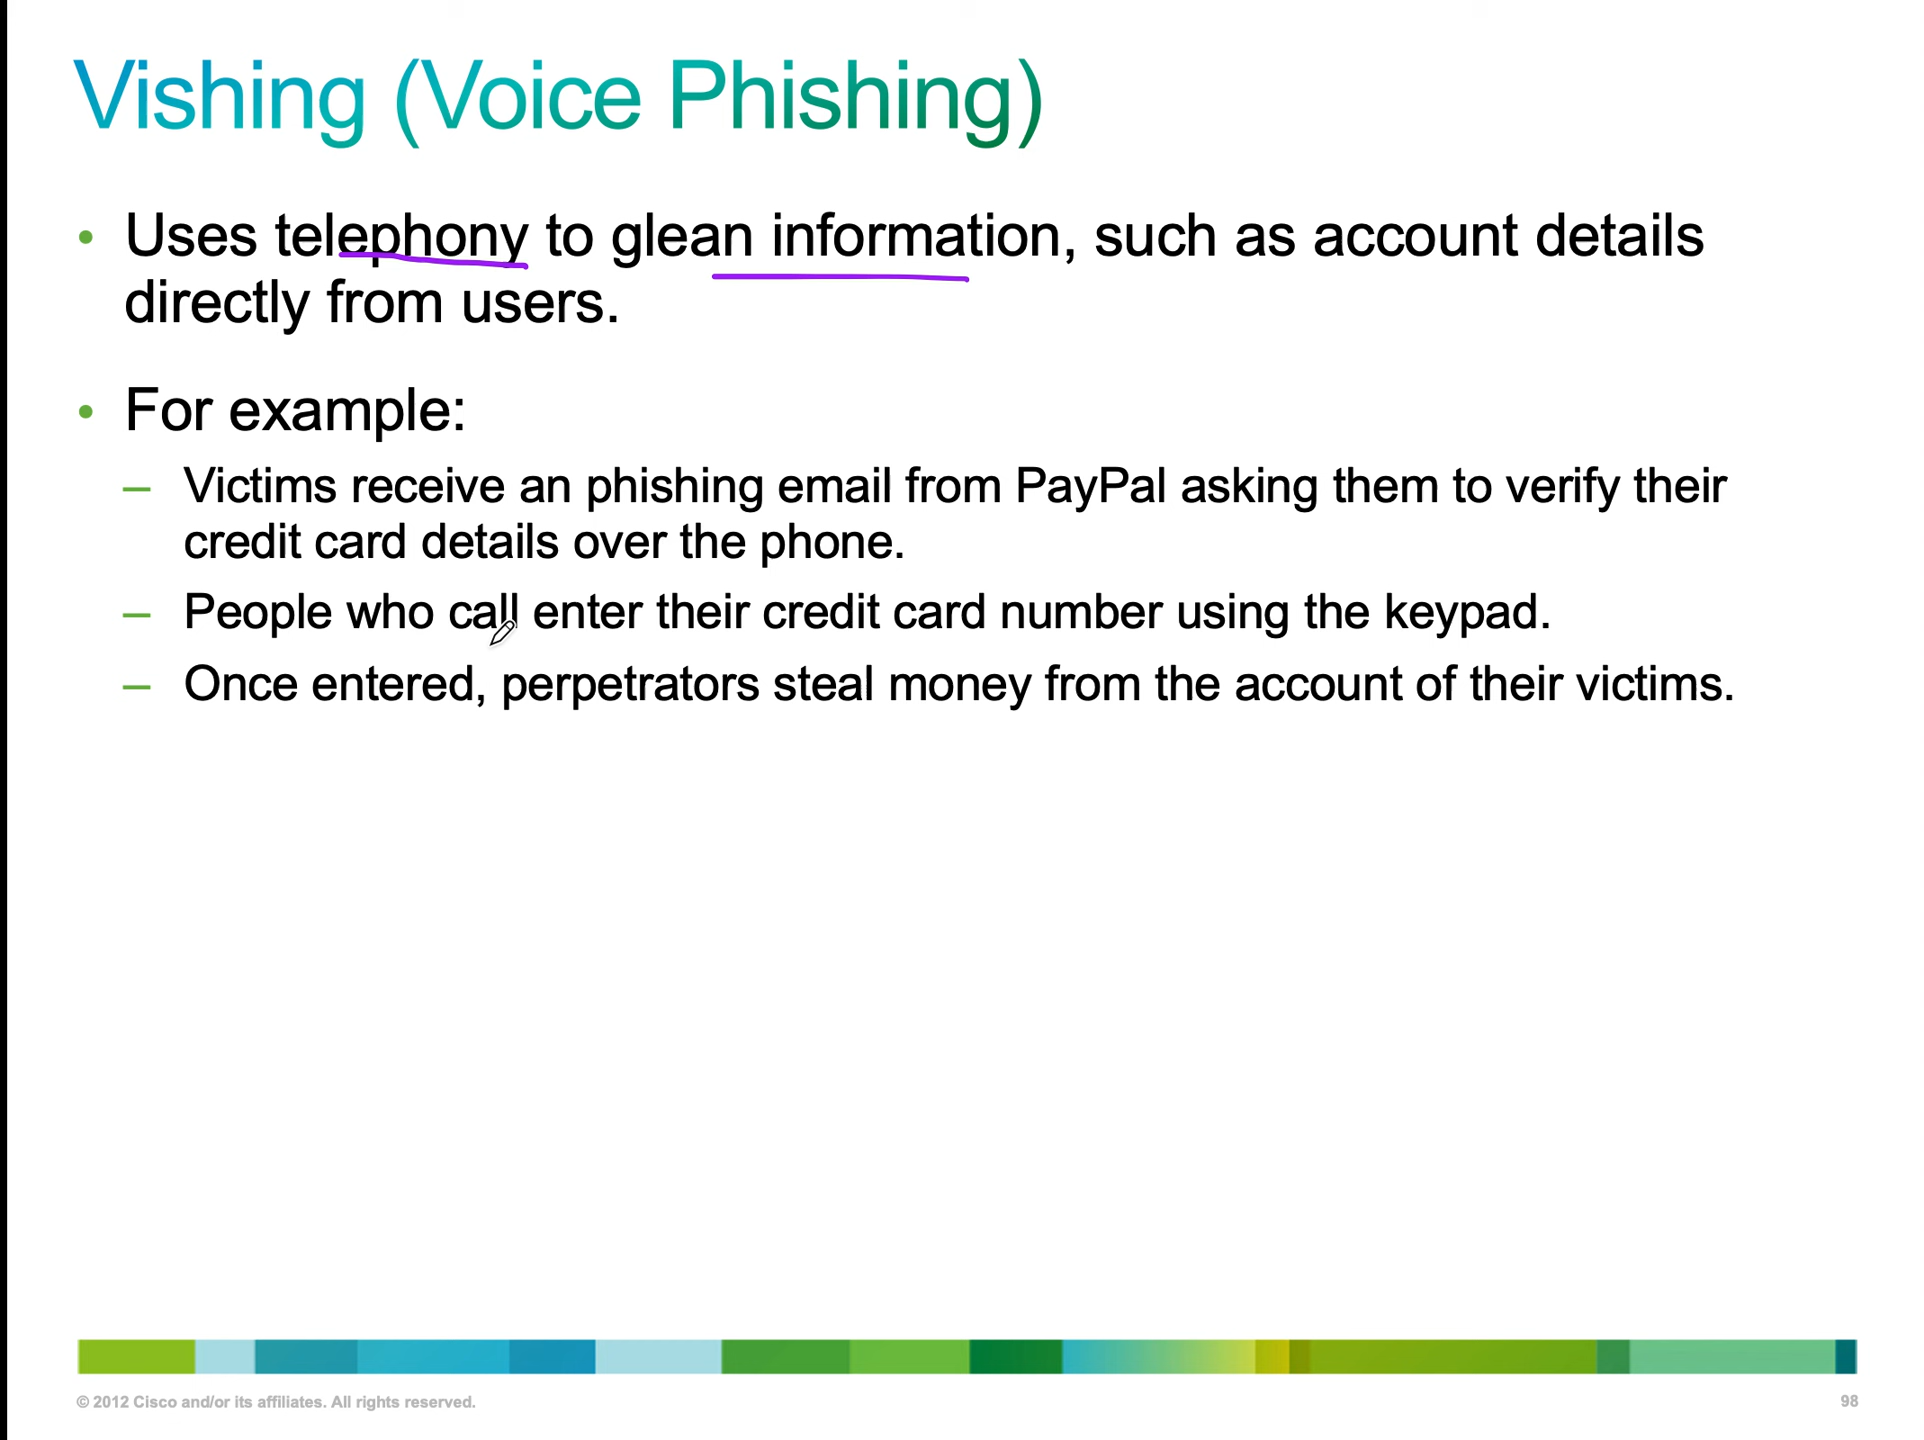 Vishing (Voice Phishing)
• Uses telephony to glean information, such as account details
directly from users.
• For example:
– Victims receive an phishing email from PayPal asking them to verify their
credit card details over the phone.
– People who call enter their credit card number using the keypad.
– Once entered, perpetrators steal money from the account of their victims.
© 2012 Cisco and/or its affiliates. All rights reserved.
98